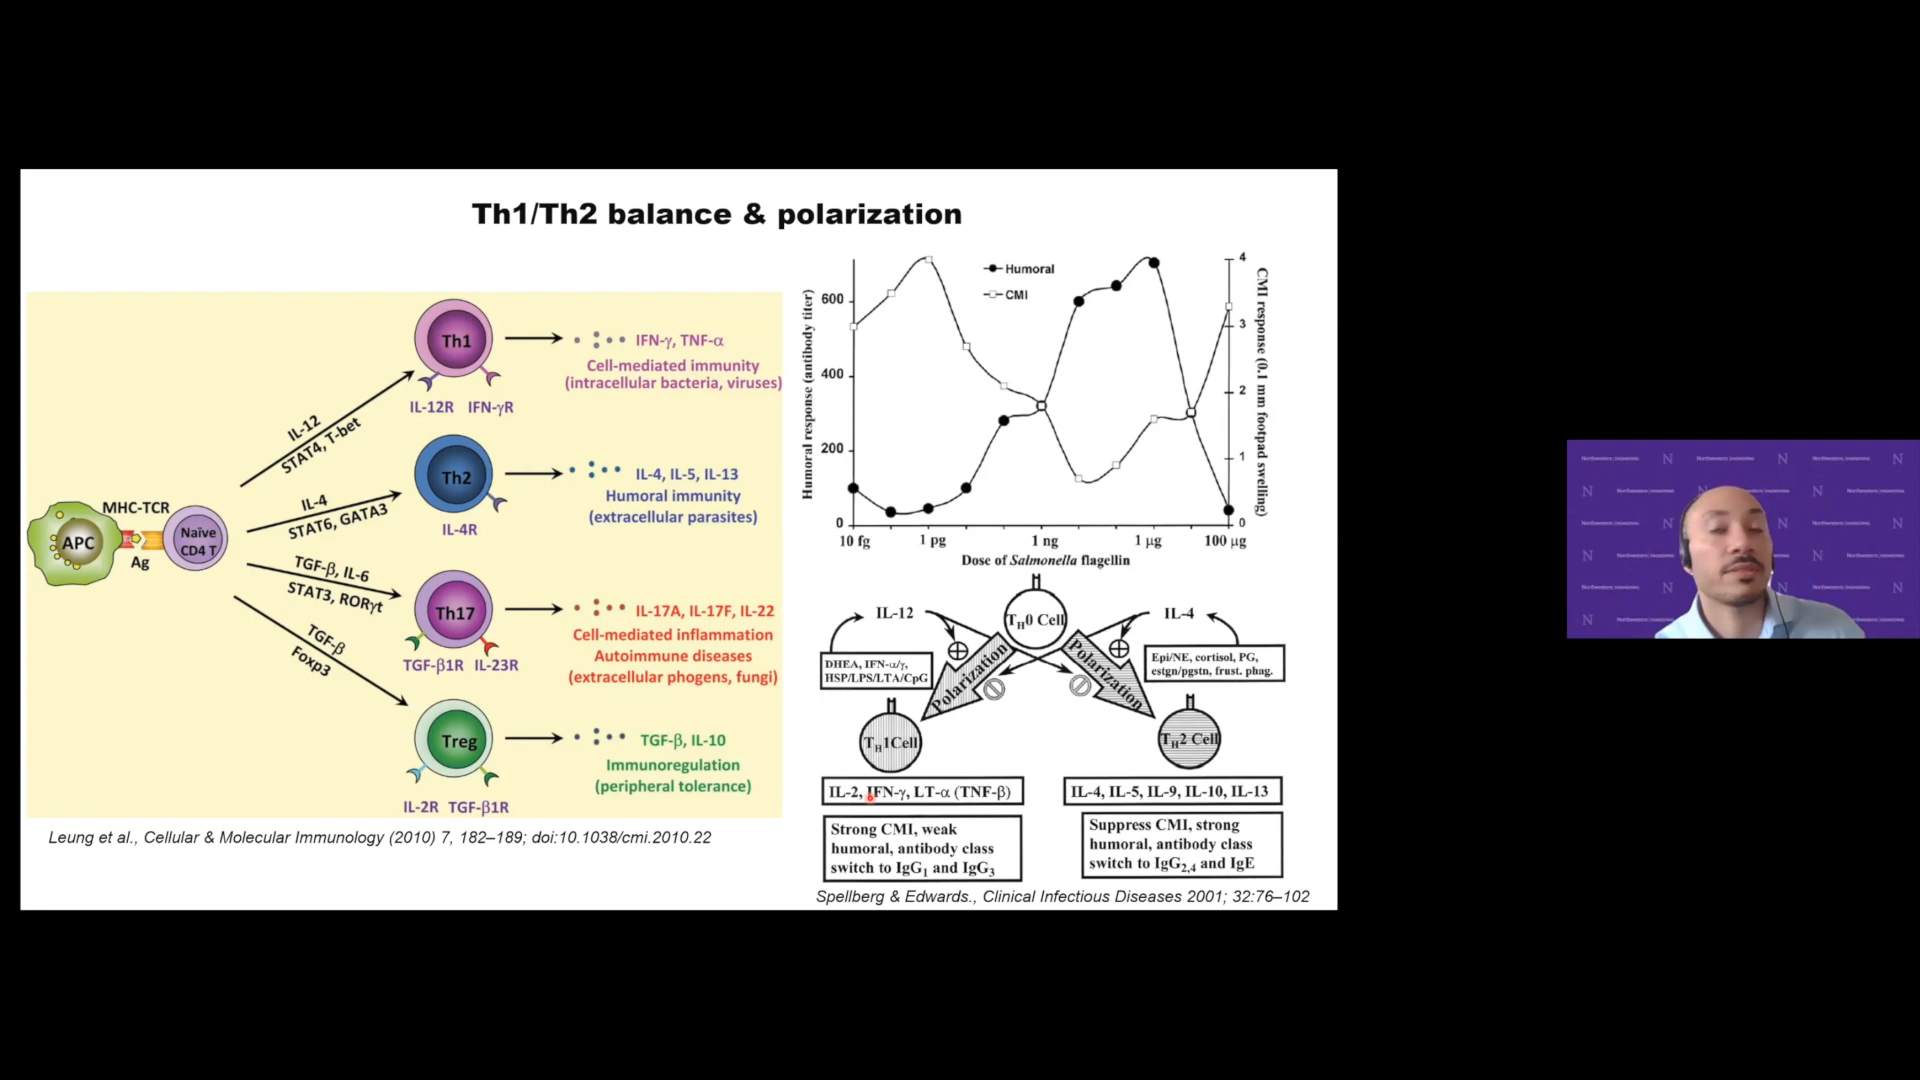 Th1/Th2 balance & polarization
APC
MHC-TCR
Ag
Naïve
CD4 T
IL-12
STAT4, T-bet
IL-4
STAT6, GATA3
TGF-β, IL-6
STAT3, RORγt
TGF-β
Foxp3
Th1
IL-12R IFN-γR
IFN-γ, TNF-α
Cell-mediated immunity
(intracellular bacteria, viruses)
Th2
IL-4R
IL-4, IL-5, IL-13
Humoral immunity
(extracellular parasites)
Th17
TGF-β1R IL-23R
IL-17A, IL-17F, IL-22
Cell-mediated inflammation
Autoimmune diseases
(extracellular phogens, fungi)
Treg
IL-2R TGF-β1R
TGF-β, IL-10
Immunoregulation
(peripheral tolerance)
Leung et al., Cellular & Molecular Immunology (2010) 7, 182–189; doi:10.1038/cmi.2010.22
Humoral
CMI
Humoral response (antibody titer)
600
400
200
0
CMI response (0.1 mm footpad swelling)
4
3
2
1
0
10 fg 1 pg 1 ng 1 µg 100 µg
Dose of Salmonella flagellin
IL-12
TH0 Cell
IL-4
DHEA, IFN-α/γ,
HSP/LPS/LTA/CpG
Polarization
Polarization
Epi/NE, cortisol, PG,
estgn/pgstn, frust. phag.
TH1Cell
TH2 Cell
IL-2, IFN-γ, LT-α (TNF-β)
IL-4, IL-5, IL-9, IL-10, IL-13
Strong CMI, weak
humoral, antibody class
switch to IgG1 and IgG3
Suppress CMI, strong
humoral, antibody class
switch to IgG2,4 and IgE
Spellberg & Edwards., Clinical Infectious Diseases 2001; 32:76–102